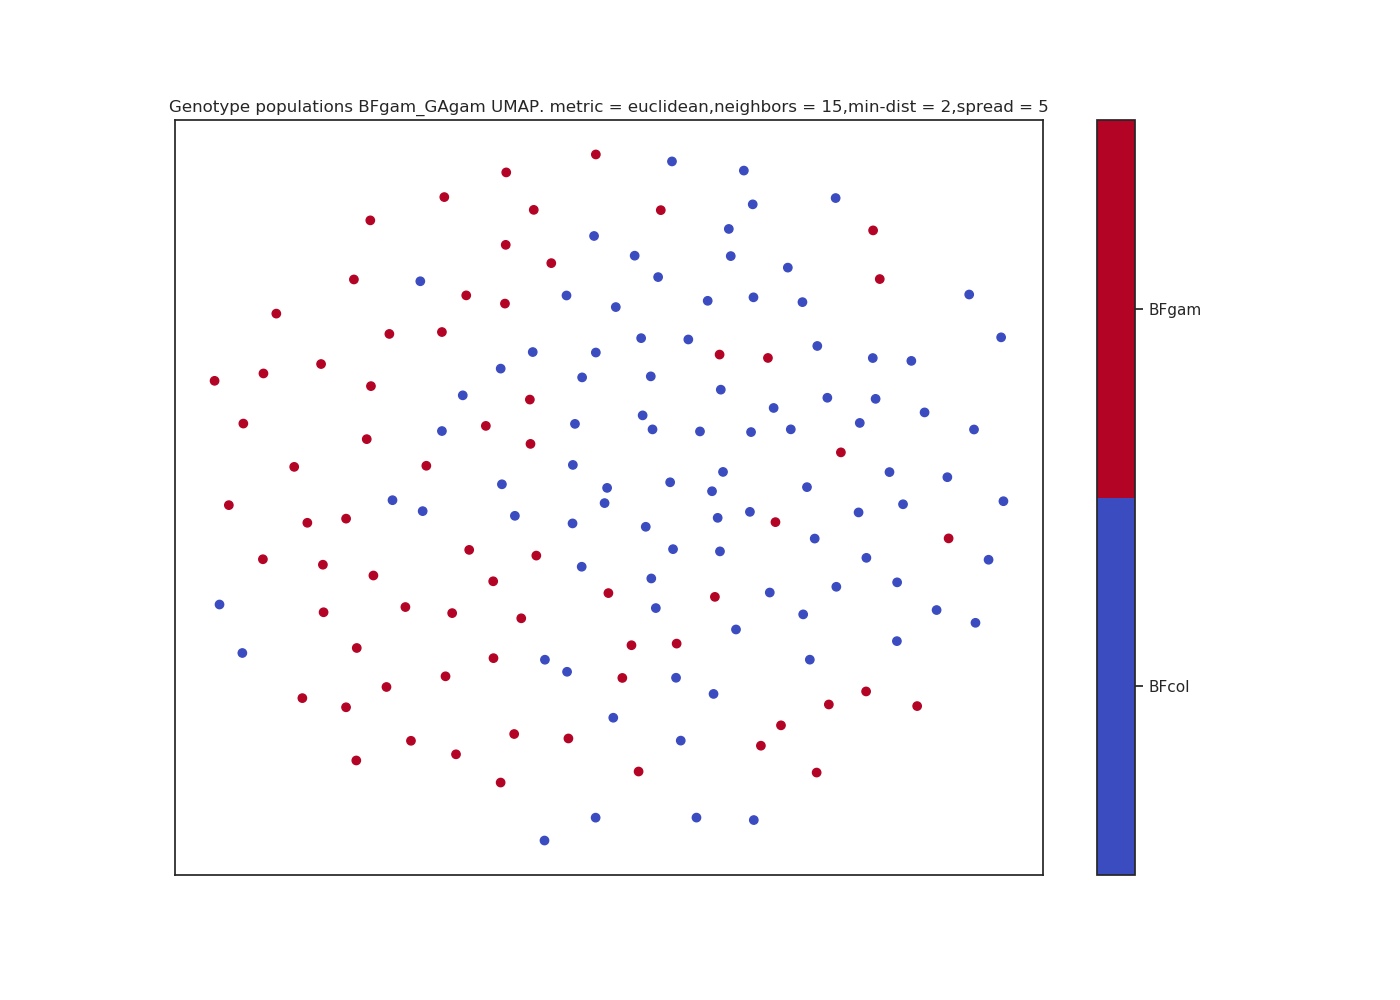 Genotype populations BFgam_GAgam UMAP. metric = euclidean,neighbors = 15,min-dist = 2,spread = 5
BFgam
BFcol